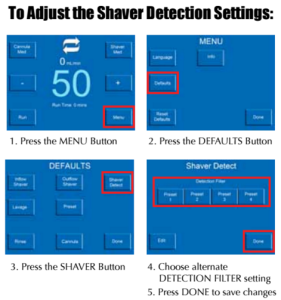 To Adjust the Shaver Detection Settings:
Cannula
Med
Shaver
Med
0 mL/min
50
-
+
Run Time 0 mins
Run
Menu
1. Press the MENU Button
MENU
Language
Info
Defaults
Reset
Defaults
Done
2. Press the DEFAULTS Button
DEFAULTS
Inflow
Shaver
Outflow
Shaver
Shaver
Detect
Lavage
Preset
Rinse
Cannula
Done
3. Press the SHAVER Button
Shaver Detect
Detection Filter
Preset
1
Preset
2
Preset
3
Preset
4
Edit
Done
4. Choose alternate
DETECTION FILTER setting
5. Press DONE to save changes